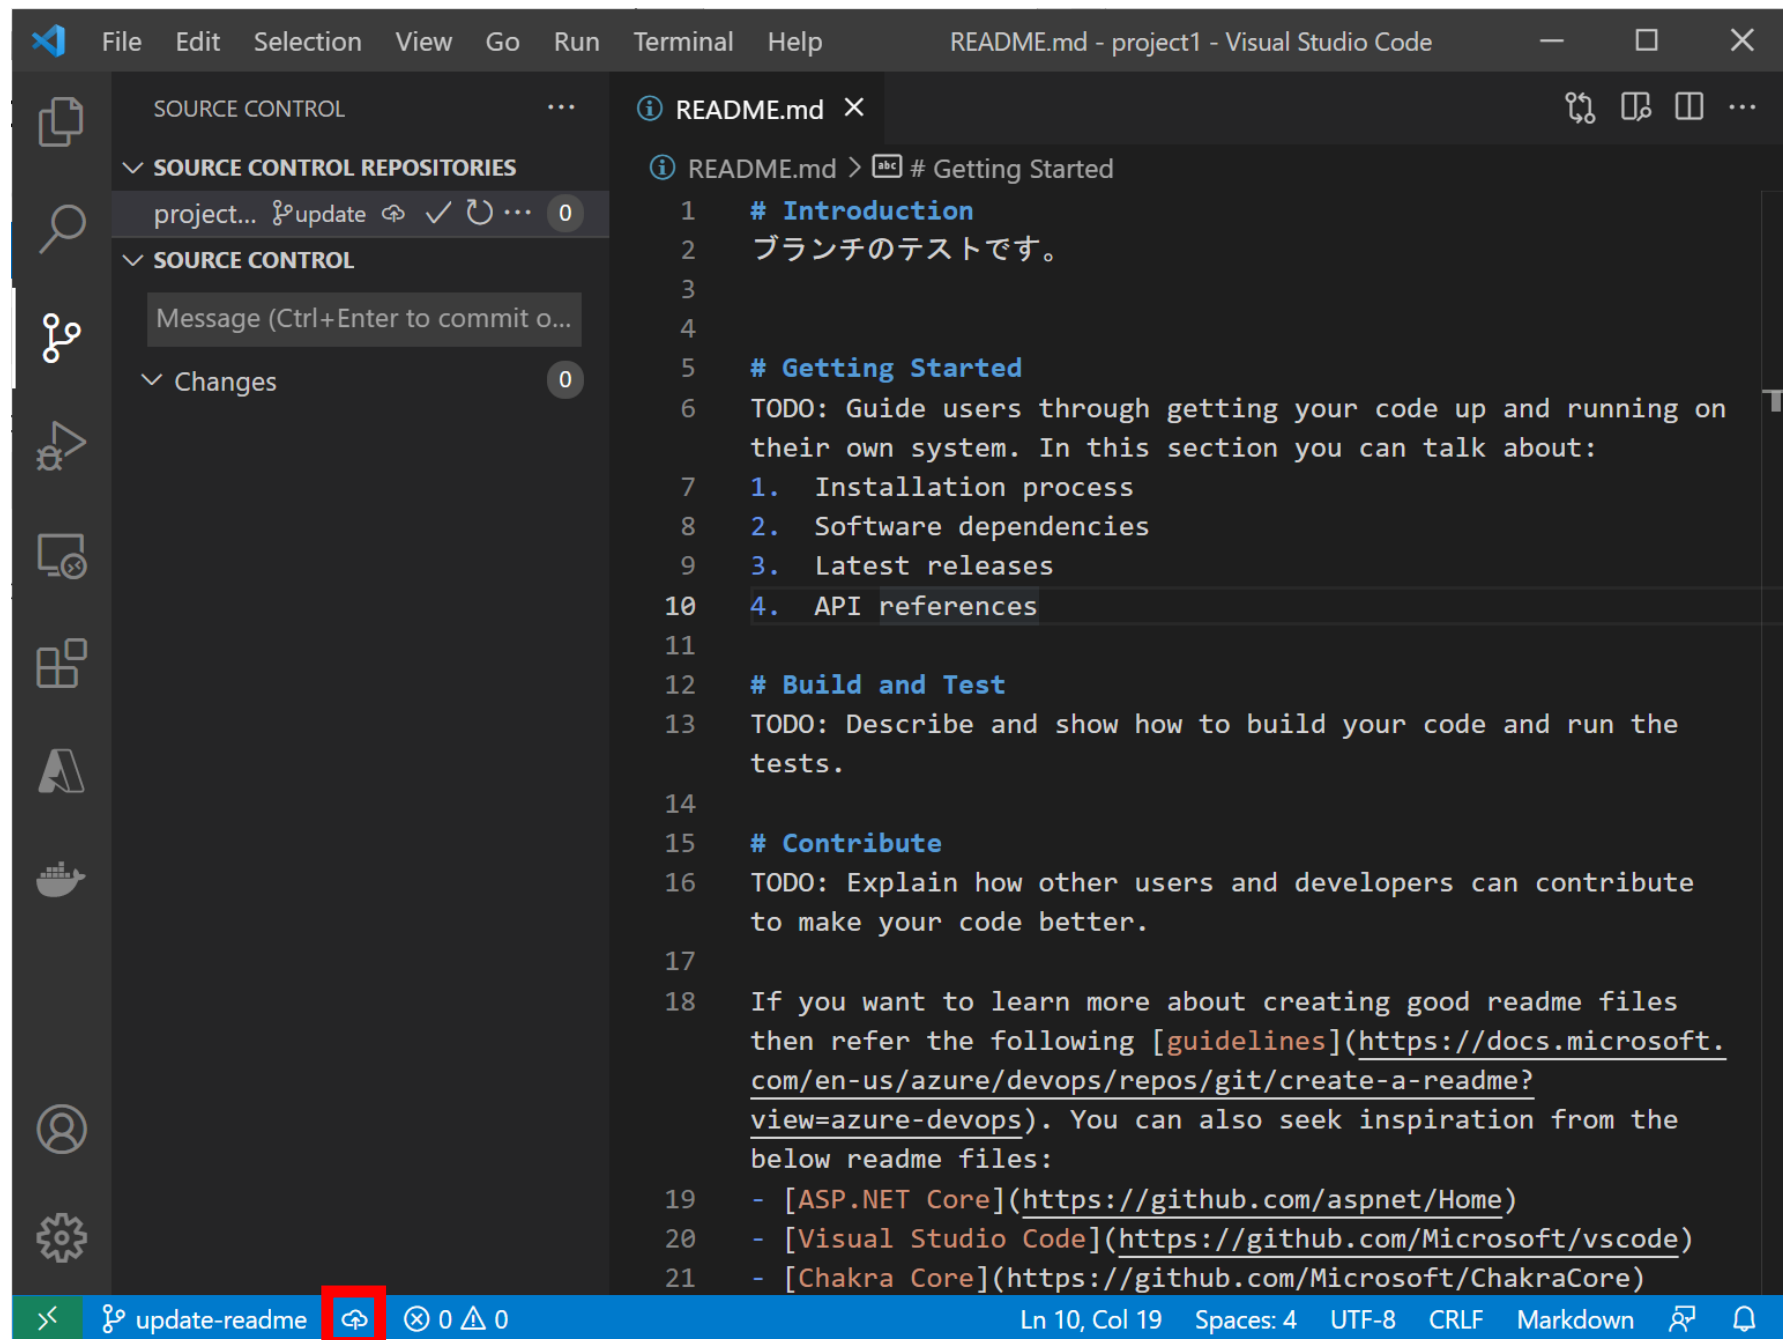 File Edit Selection View Go Run Terminal Help README.md - project1 - Visual Studio Code
SOURCE CONTROL
SOURCE CONTROL REPOSITORIES
project... update 0
SOURCE CONTROL
Message (Ctrl+Enter to commit o...
Changes 0
README.md
README.md > abc # Getting Started
1 # Introduction
2 ブランチのテストです。
3
4
5 # Getting Started
6 TODO: Guide users through getting your code up and running on
their own system. In this section you can talk about:
7 1. Installation process
8 2. Software dependencies
9 3. Latest releases
10 4. API references
11
12 # Build and Test
13 TODO: Describe and show how to build your code and run the
tests.
14
15 # Contribute
16 TODO: Explain how other users and developers can contribute
to make your code better.
17
18 If you want to learn more about creating good readme files
then refer the following [guidelines](https://docs.microsoft.
com/en-us/azure/devops/repos/git/create-a-readme?
view=azure-devops). You can also seek inspiration from the
below readme files:
19 - [ASP.NET Core](https://github.com/aspnet/Home)
20 - [Visual Studio Code](https://github.com/Microsoft/vscode)
21 - [Chakra Core](https://github.com/Microsoft/ChakraCore)
update-readme 0 0 Ln 10, Col 19 Spaces: 4 UTF-8 CRLF Markdown